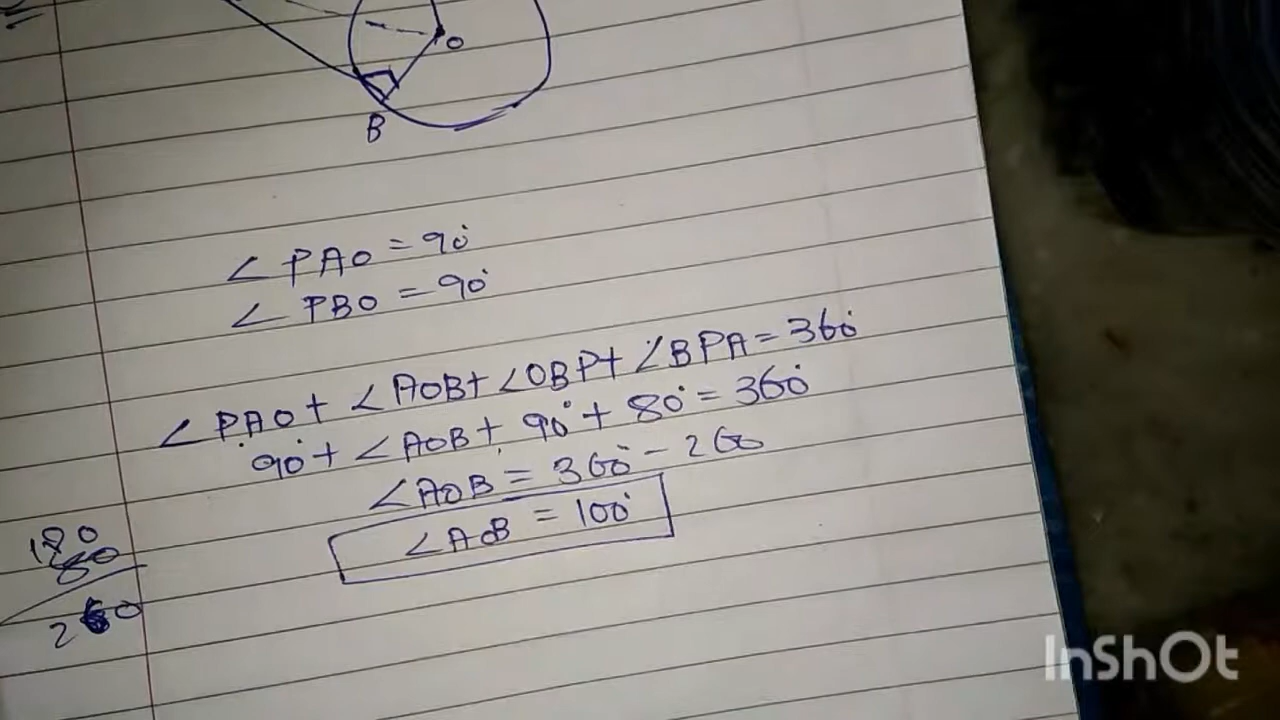 O
B
∠PAO = 90°
∠PBO = 90°
∠PAO + ∠AOB + ∠OBP + ∠BPA = 360°
90° + ∠AOB + 90° + 80° = 360°
∠AOB = 360° - 260
∠AOB = 100°
180
80
260
InShOt